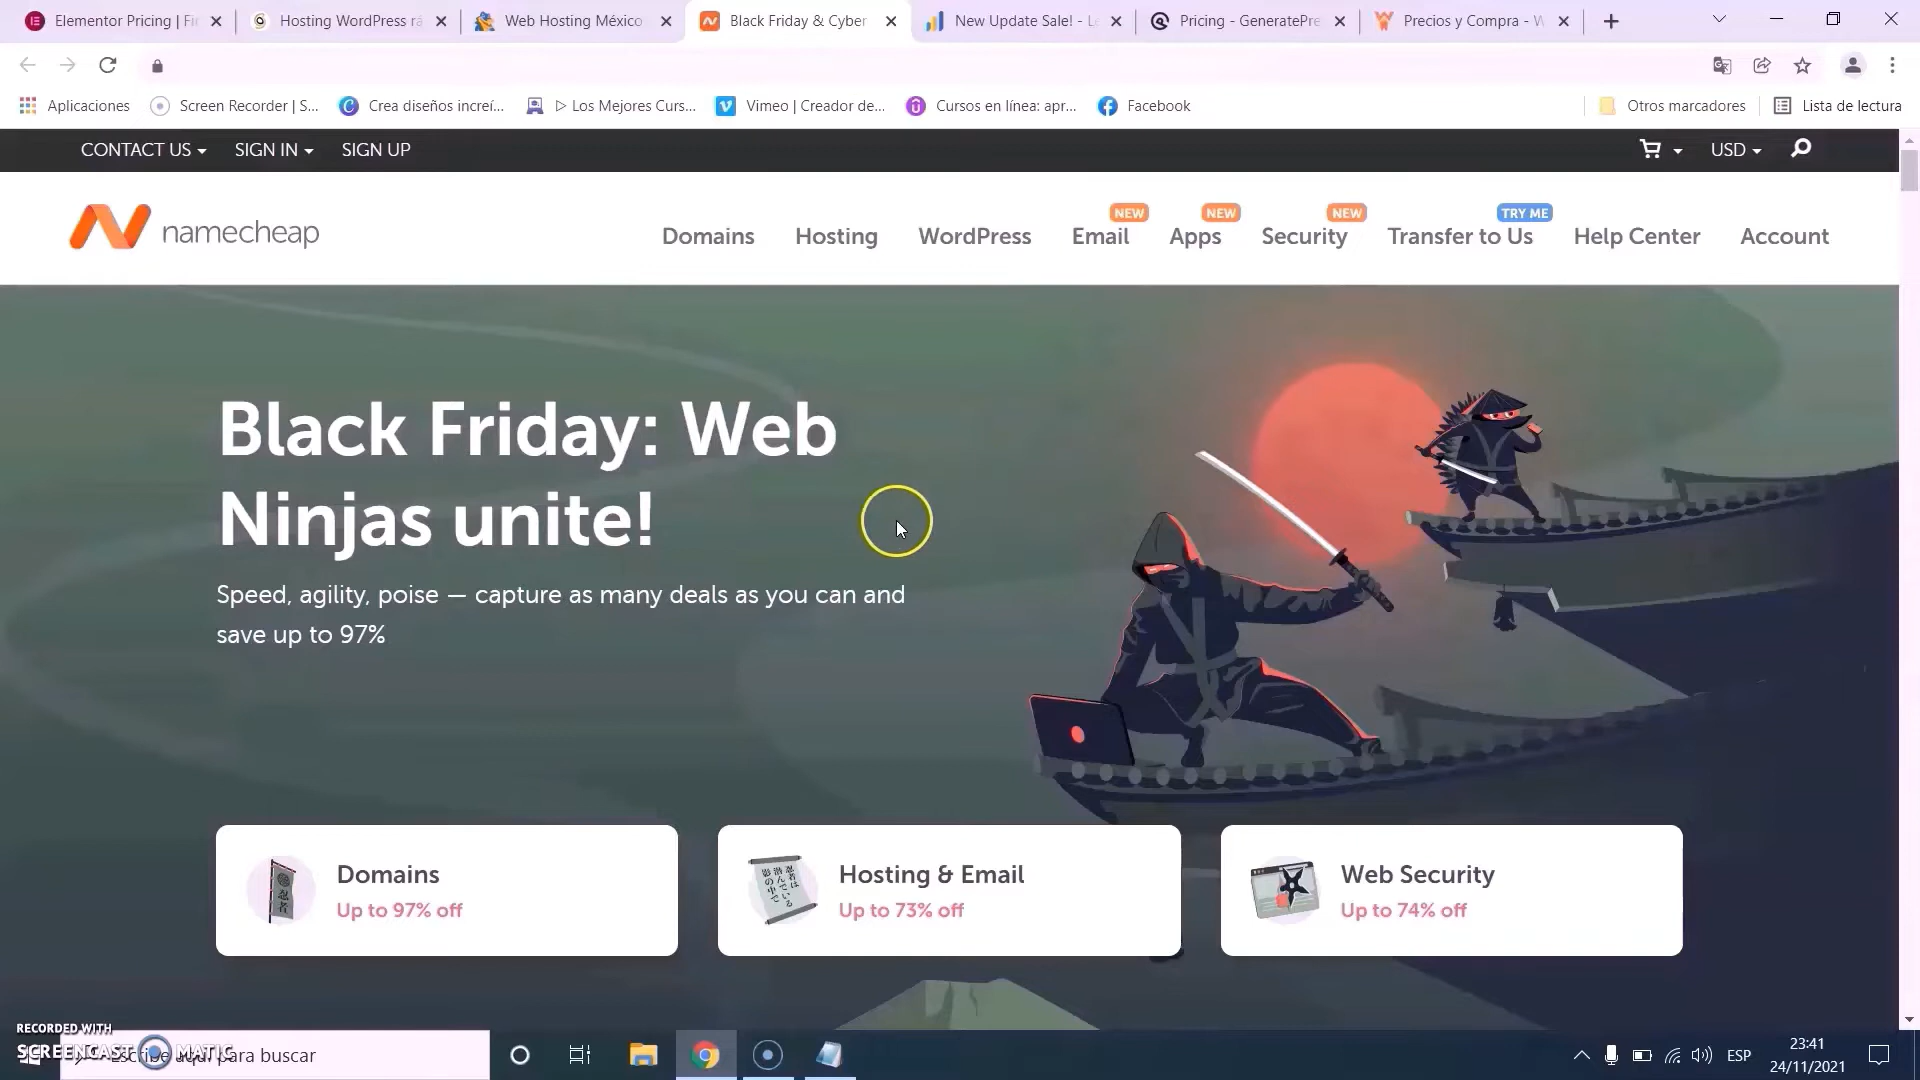 Elementor Pricing | Fir
Hosting WordPress rá
Web Hosting México
Black Friday & Cyber
New Update Sale! - Le
Pricing - GeneratePre
Precios y Compra - W
Aplicaciones
Screen Recorder | S...
Crea diseños increí...
▷ Los Mejores Curs...
Vimeo | Creador de...
Cursos en línea: apr...
Facebook
Otros marcadores
Lista de lectura
CONTACT US
SIGN IN
SIGN UP
USD
namecheap
NEW
NEW
NEW
TRY ME
Domains
Hosting
WordPress
Email
Apps
Security
Transfer to Us
Help Center
Account
Black Friday: Web
Ninjas unite!
Speed, agility, poise — capture as many deals as you can and
save up to 97%
Domains
Up to 97% off
Hosting & Email
Up to 73% off
Web Security
Up to 74% off
RECORDED WITH
SCREENCAST MATIC
Escribe aquí para buscar
ESP
23:41
24/11/2021